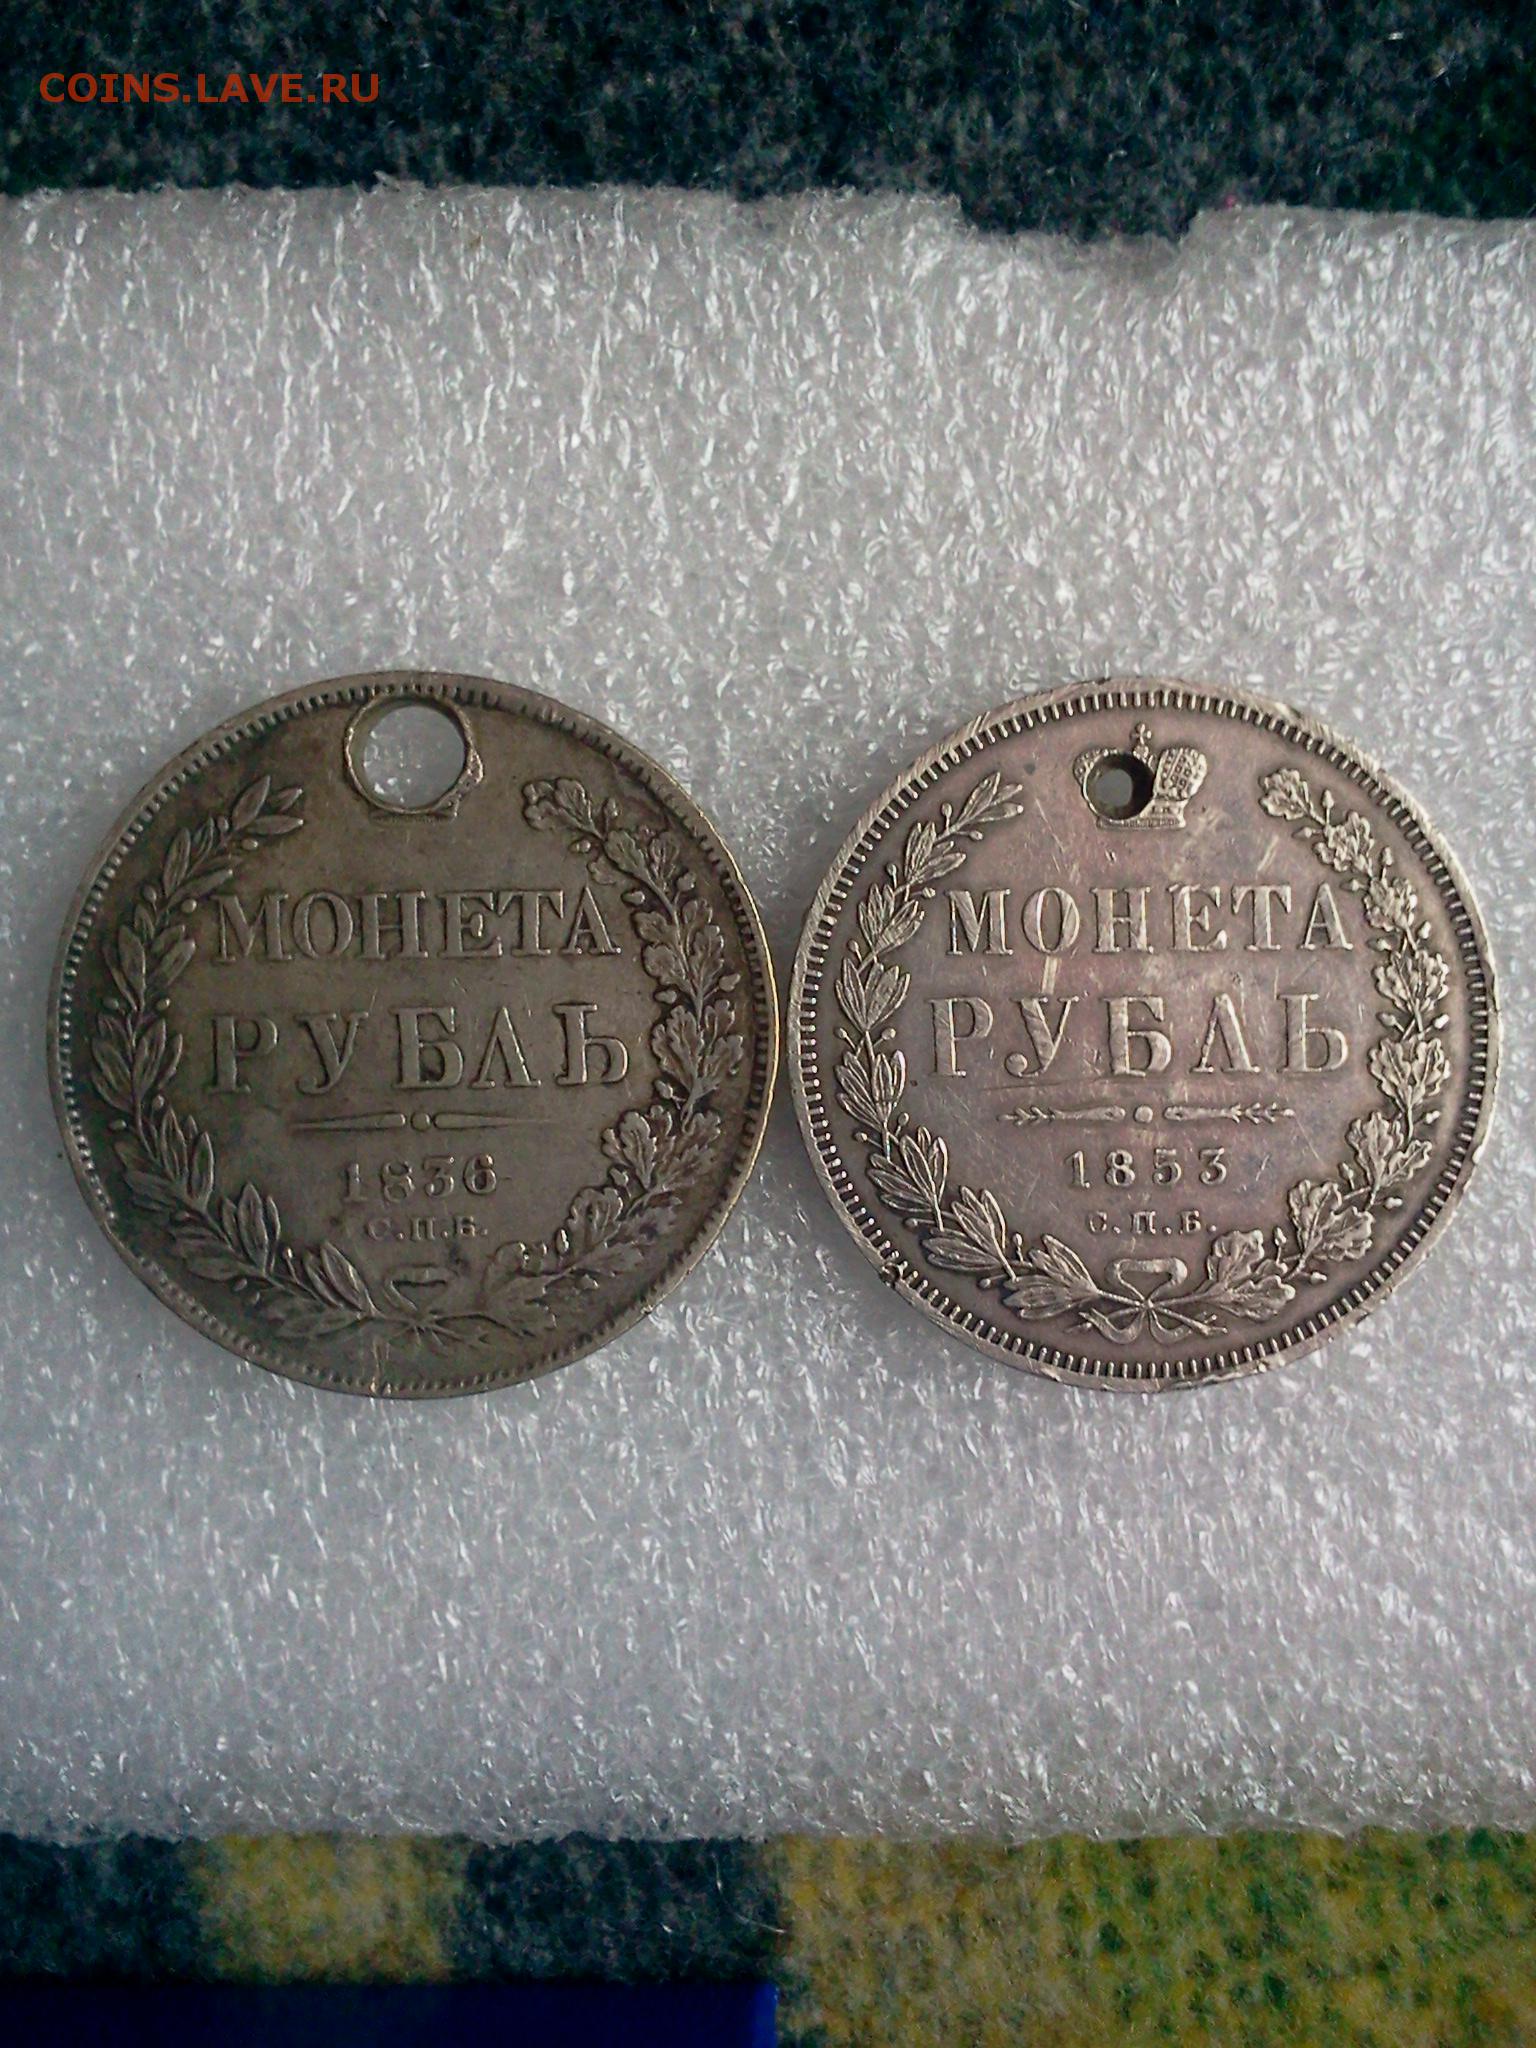 COINS.LAVE.RU
МОНЕТА
РУБЛЬ
1836
С.П.Б.
МОНЕТА
РУБЛЬ
1853
С.П.Б.